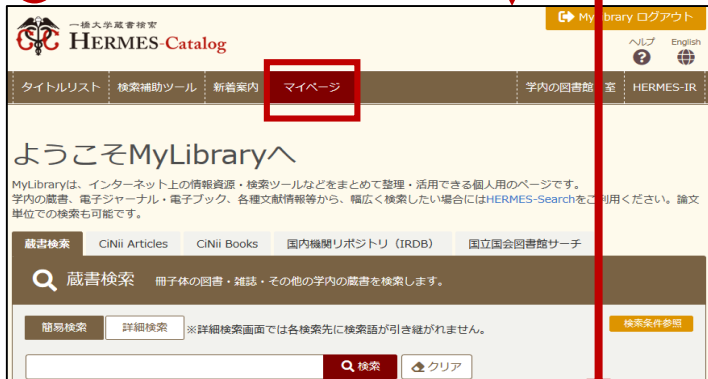 一橋大学蔵書検索
HERMES-Catalog
MyLibrary ログアウト
ヘルプ English
タイトルリスト 検索補助ツール 新着案内 マイページ 学内の図書館 室 HERMES-IR
ようこそMyLibraryへ
MyLibraryは、インターネット上の情報資源・検索ツールなどをまとめて整理・活用できる個人用のページです。
学内の蔵書、電子ジャーナル・電子ブック、各種文献情報等から、幅広く検索したい場合にはHERMES-Searchをご利用ください。論文
単位での検索も可能です。
蔵書検索 CiNii Articles CiNii Books 国内機関リポジトリ（IRDB） 国立国会図書館サーチ
蔵書検索 冊子体の図書・雑誌・その他の学内の蔵書を検索します。
簡易検索 詳細検索 ※詳細検索画面では各検索先に検索語が引き継がれません。 検索条件参照
検索 クリア